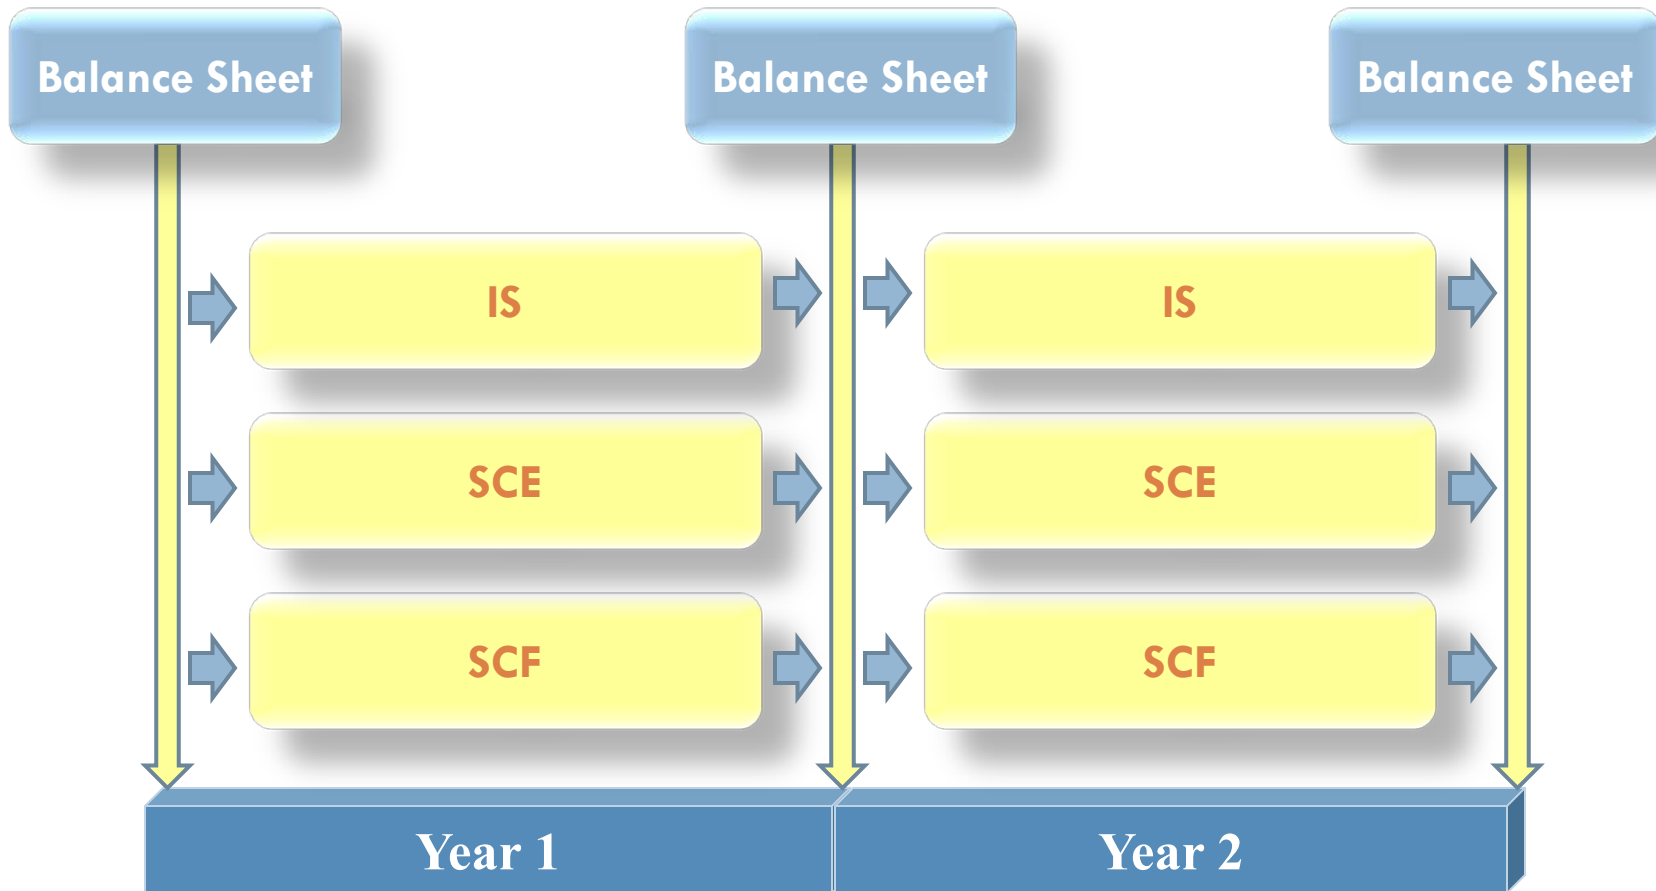 Balance Sheet
Balance Sheet
Balance Sheet
IS
IS
SCE
SCE
SCF
SCF
Year 1
Year 2